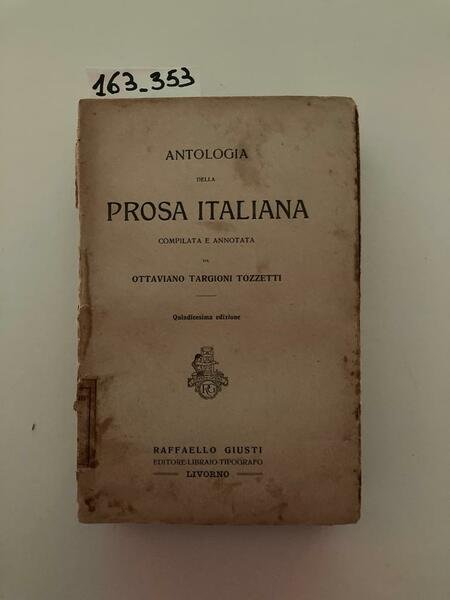 163_353
ANTOLOGIA
DELLA
PROSA ITALIANA
COMPILATA E ANNOTATA
DA
OTTAVIANO TARGIONI TOZZETTI
Quindicesima edizione
RG
RAFFAELLO GIUSTI
EDITORE-LIBRAIO-TIPOGRAFO
LIVORNO